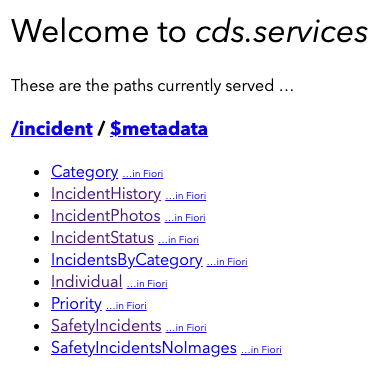 Welcome to cds.services
These are the paths currently served …
/incident / $metadata
Category ...in Fiori
IncidentHistory ...in Fiori
IncidentPhotos ...in Fiori
IncidentStatus ...in Fiori
IncidentsByCategory ...in Fiori
Individual ...in Fiori
Priority ...in Fiori
SafetyIncidents ...in Fiori
SafetyIncidentsNoImages ...in Fiori